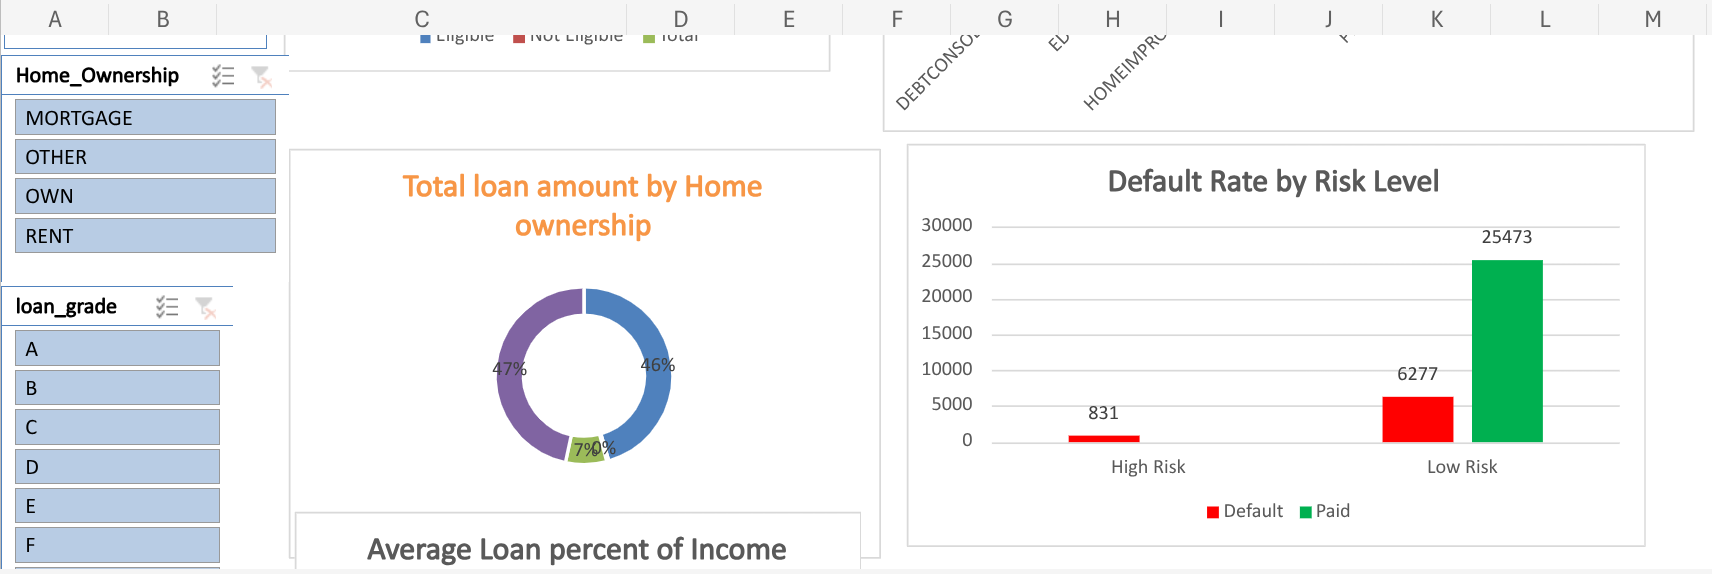 A B C D E F G H I J K L M
Eligible Not Eligible Total
DEBTCONSOL
ED
HOMEIMPRO
Home_Ownership
MORTGAGE
OTHER
OWN
RENT
loan_grade
A
B
C
D
E
F
Total loan amount by Home
ownership
47%
46%
7%
0%
Average Loan percent of Income
Default Rate by Risk Level
30000
25000
20000
15000
10000
5000
0
831
6277
25473
High Risk
Low Risk
Default Paid